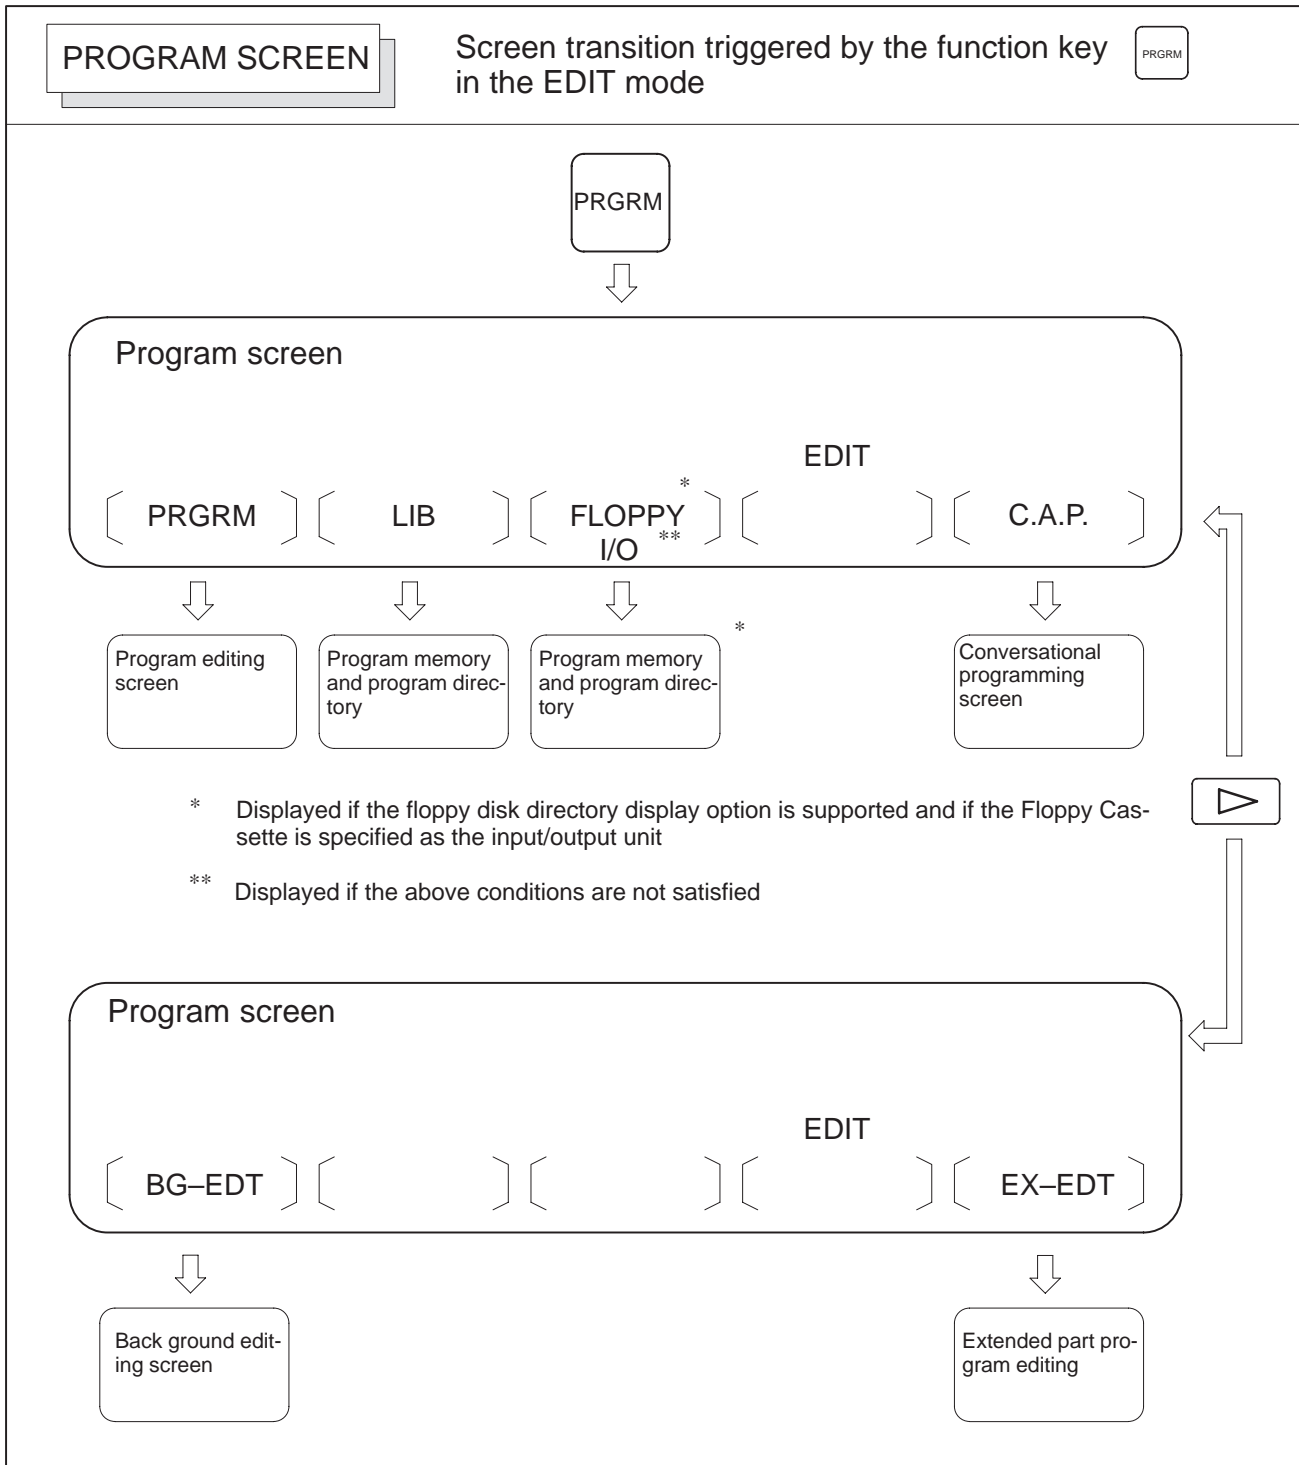 PROGRAM SCREEN
Screen transition triggered by the function key
in the EDIT mode
PRGRM
PRGRM
Program screen
EDIT
PRGRM
LIB
FLOPPY *
I/O **
C.A.P.
Program editing
screen
Program memory
and program direc-
tory
Program memory
and program direc-
tory
*
Conversational
programming
screen
* Displayed if the floppy disk directory display option is supported and if the Floppy Cas-
sette is specified as the input/output unit
** Displayed if the above conditions are not satisfied
Program screen
EDIT
BG–EDT
EX–EDT
Back ground edit-
ing screen
Extended part pro-
gram editing